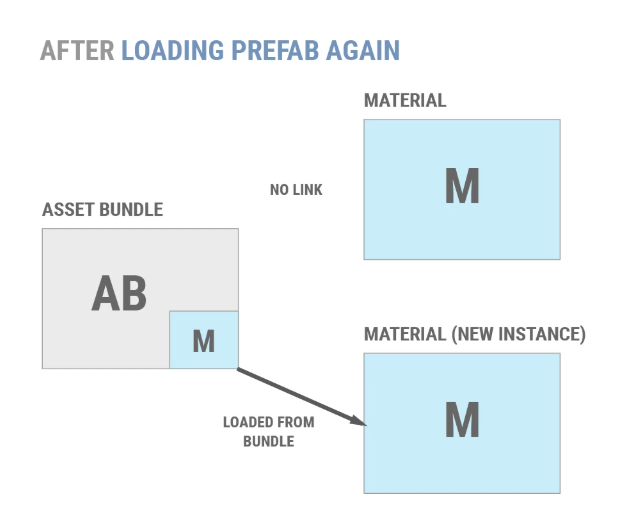 AFTER LOADING PREFAB AGAIN
MATERIAL
M
NO LINK
ASSET BUNDLE
AB
M
MATERIAL (NEW INSTANCE)
M
LOADED FROM
BUNDLE